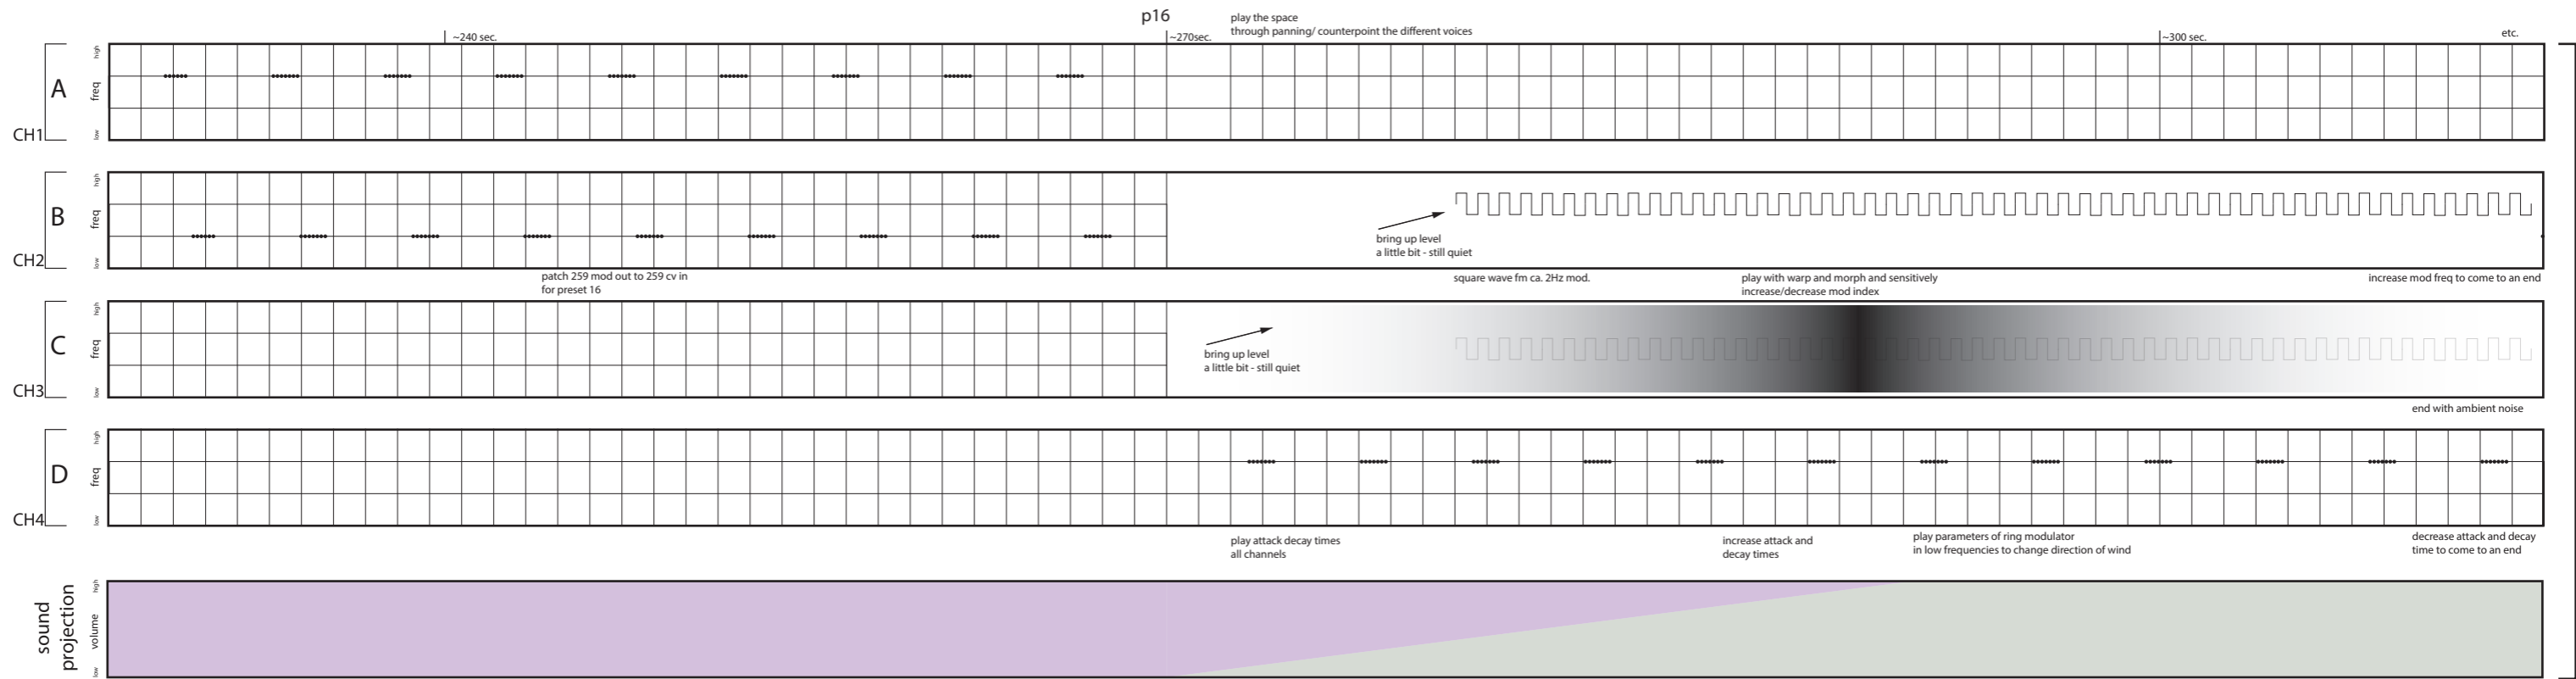 p16
play the space
through panning/ counterpoint the different voices
~240 sec.
~270sec.
~300 sec.
etc.
A
CH1
high
freq
low
B
CH2
high
freq
low
bring up level
a little bit - still quiet
patch 259 mod out to 259 cv in
for preset 16
square wave fm ca. 2Hz mod.
play with warp and morph and sensitively
increase/decrease mod index
increase mod freq to come to an end
C
CH3
high
freq
low
bring up level
a little bit - still quiet
end with ambient noise
D
CH4
high
freq
low
play attack decay times
all channels
increase attack and
decay times
play parameters of ring modulator
in low frequencies to change direction of wind
decrease attack and decay
time to come to an end
sound
projection
high
volume
low